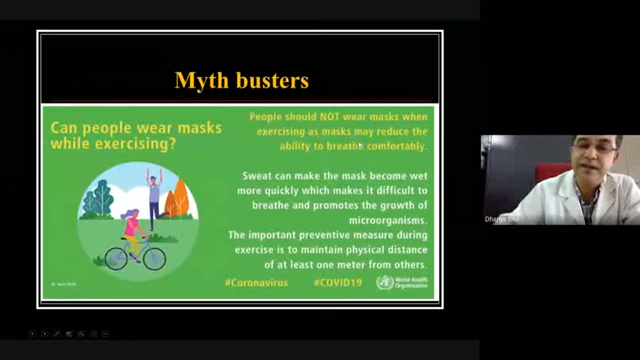 Myth busters
Can people wear masks
while exercising?
People should NOT wear masks when
exercising as masks may reduce the
ability to breathe comfortably.
Sweat can make the mask become wet
more quickly which makes it difficult to
breathe and promotes the growth of
microorganisms.
The important preventive measure during
exercise is to maintain physical distance
of at least one meter from others.
#Coronavirus #COVID19
World Health
Organization